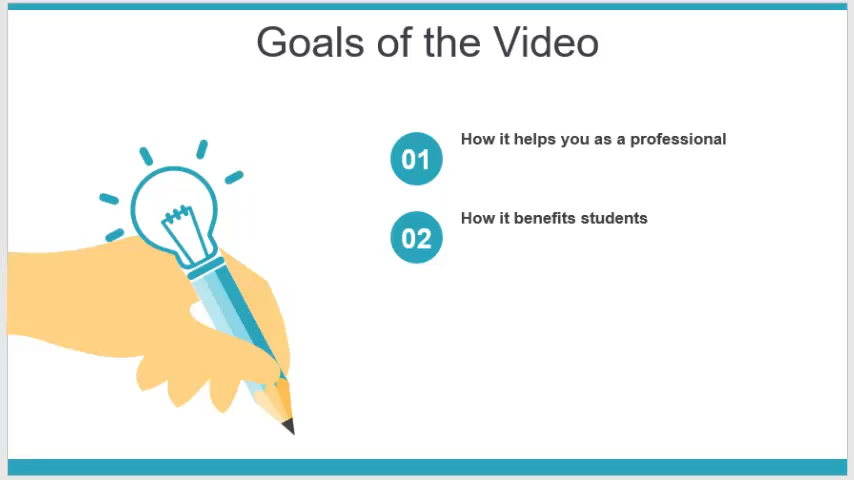 Goals of the Video
01
How it helps you as a professional
02
How it benefits students